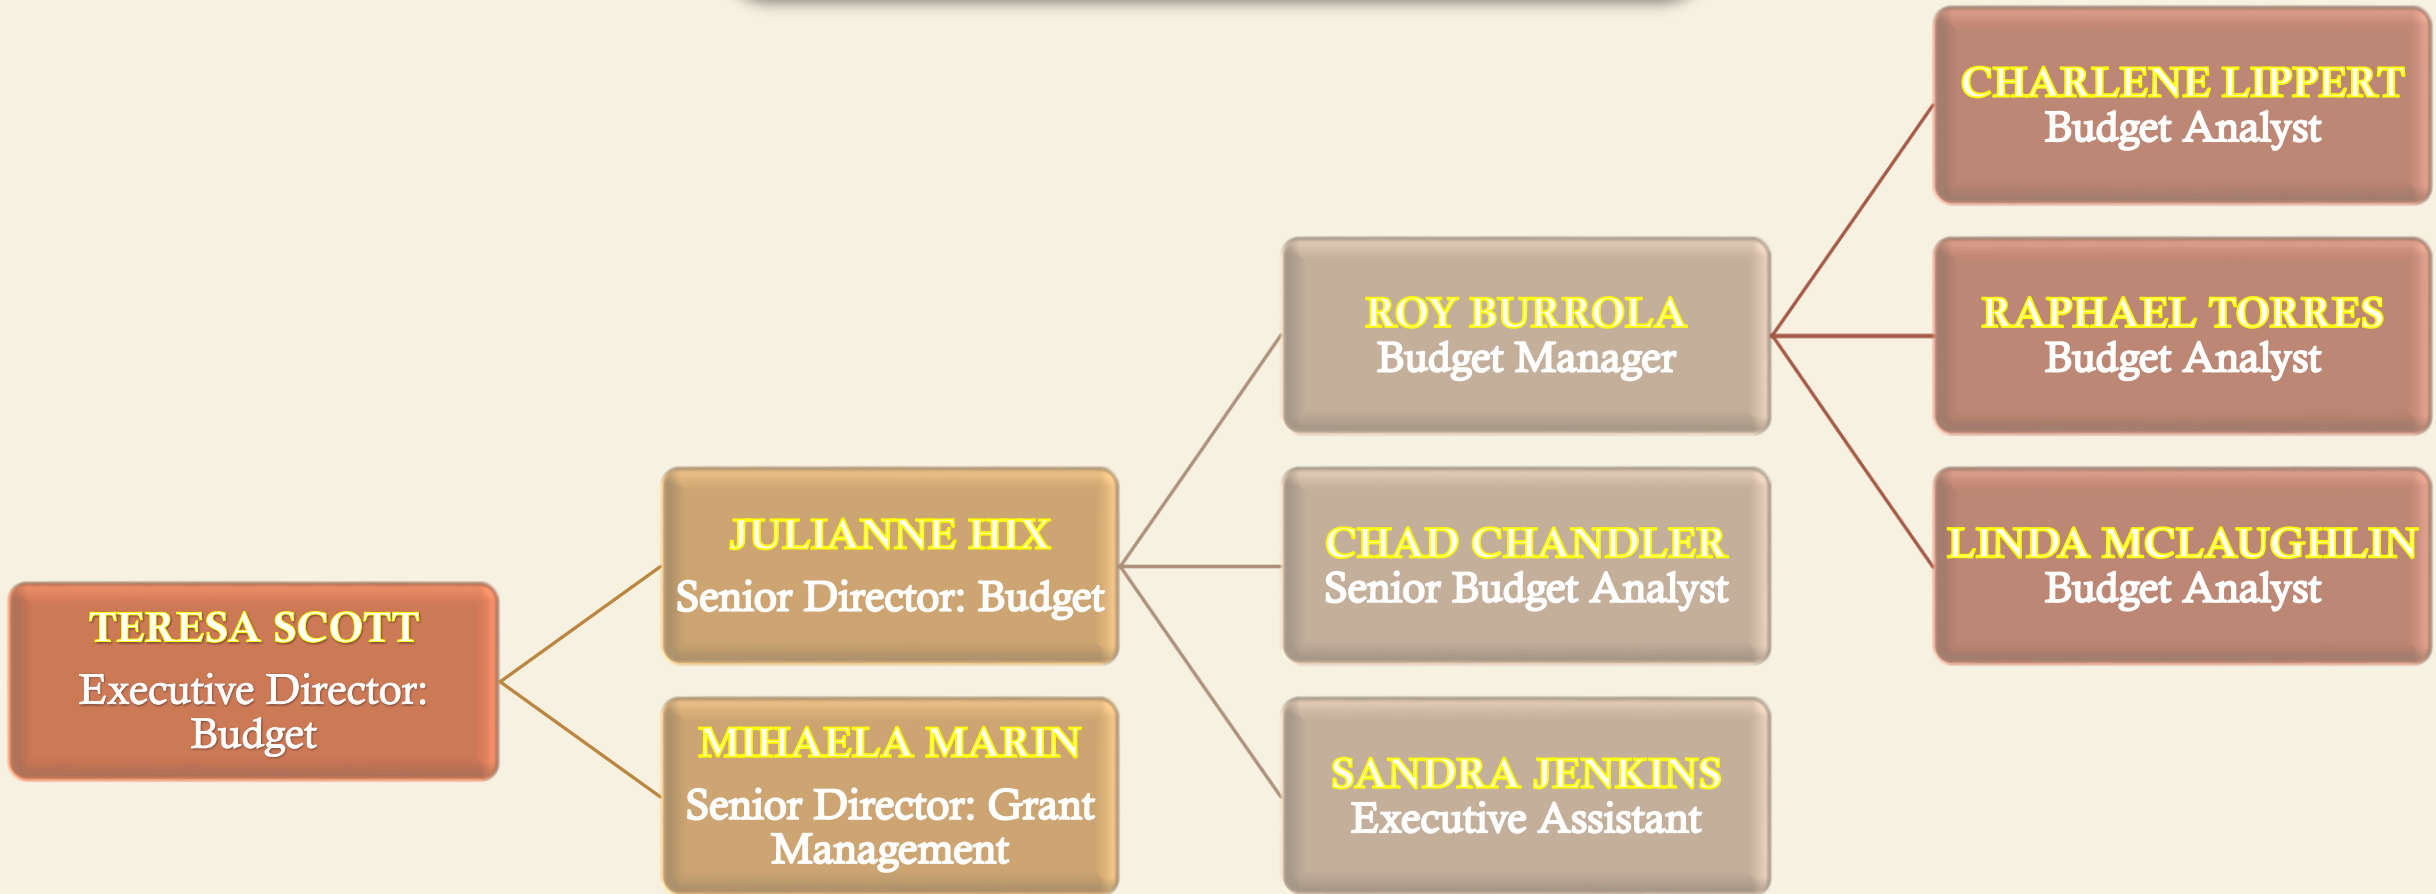 TERESA SCOTT
Executive Director:
Budget
JULIANNE HIX
Senior Director: Budget
MIHAELA MARIN
Senior Director: Grant
Management
ROY BURROLA
Budget Manager
CHAD CHANDLER
Senior Budget Analyst
SANDRA JENKINS
Executive Assistant
CHARLENE LIPPERT
Budget Analyst
RAPHAEL TORRES
Budget Analyst
LINDA MCLAUGHLIN
Budget Analyst